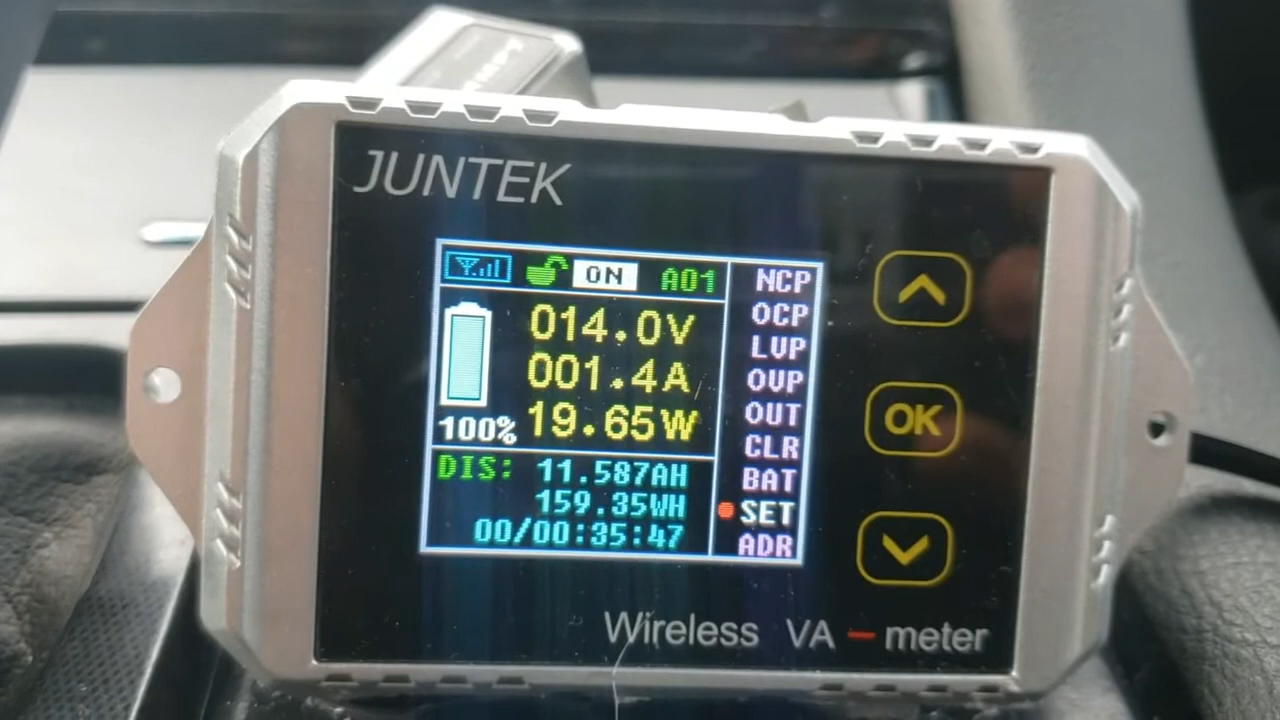 JUNTEK
ON A01
014.0V
001.4A
100% 19.65W
DIS: 11.587AH
159.35WH
00/00:35:47
NCP
OCP
LVP
OVP
OUT
CLR
BAT
SET
ADR
OK
Wireless VA-meter